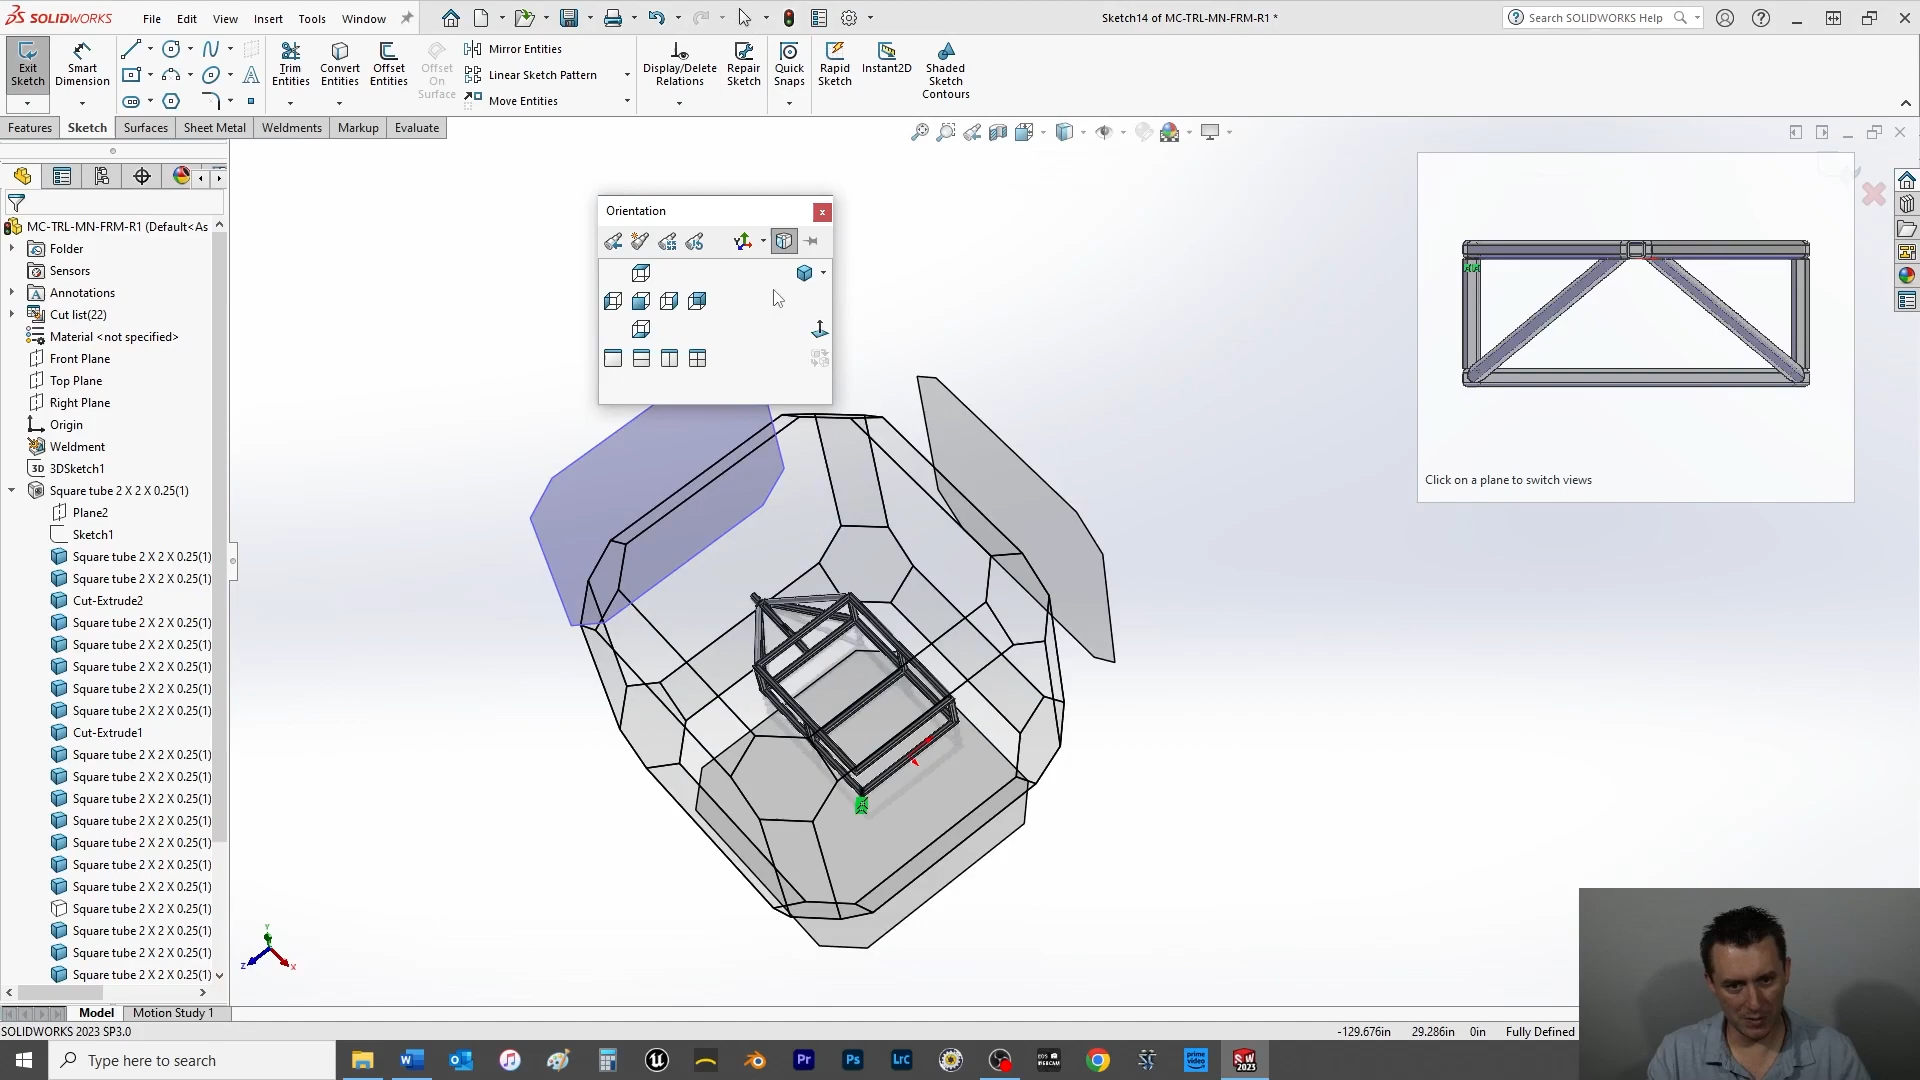 SOLIDWORKS File Edit View Insert Tools Window Sketch14 of MC-TRL-MN-FRM-R1 * Search SOLIDWORKS Help
Exit Sketch
Smart Dimension
Trim Entities
Convert Entities
Offset Entities
Offset On Surface
Mirror Entities
Linear Sketch Pattern
Move Entities
Display/Delete Relations
Repair Sketch
Quick Snaps
Rapid Sketch
Instant2D
Shaded Sketch Contours
Features Sketch Surfaces Sheet Metal Weldments Markup Evaluate
MC-TRL-MN-FRM-R1 (Default<As
Folder
Sensors
Annotations
Cut list(22)
Material <not specified>
Front Plane
Top Plane
Right Plane
Origin
Weldment
3D 3DSketch1
Square tube 2 X 2 X 0.25(1)
Plane2
Sketch1
Square tube 2 X 2 X 0.25(1)
Square tube 2 X 2 X 0.25(1)
Cut-Extrude2
Square tube 2 X 2 X 0.25(1)
Square tube 2 X 2 X 0.25(1)
Square tube 2 X 2 X 0.25(1)
Square tube 2 X 2 X 0.25(1)
Square tube 2 X 2 X 0.25(1)
Cut-Extrude1
Square tube 2 X 2 X 0.25(1)
Square tube 2 X 2 X 0.25(1)
Square tube 2 X 2 X 0.25(1)
Square tube 2 X 2 X 0.25(1)
Square tube 2 X 2 X 0.25(1)
Square tube 2 X 2 X 0.25(1)
Square tube 2 X 2 X 0.25(1)
Square tube 2 X 2 X 0.25(1)
Square tube 2 X 2 X 0.25(1)
Square tube 2 X 2 X 0.25(1)
Square tube 2 X 2 X 0.25(1)
Orientation
Click on a plane to switch views
Y
Z X
Model Motion Study 1
SOLIDWORKS 2023 SP3.0 -129.676in 29.286in 0in Fully Defined
Type here to search
Pr Ps Lrc
EOS WEBCAM
prime video
SW 2023